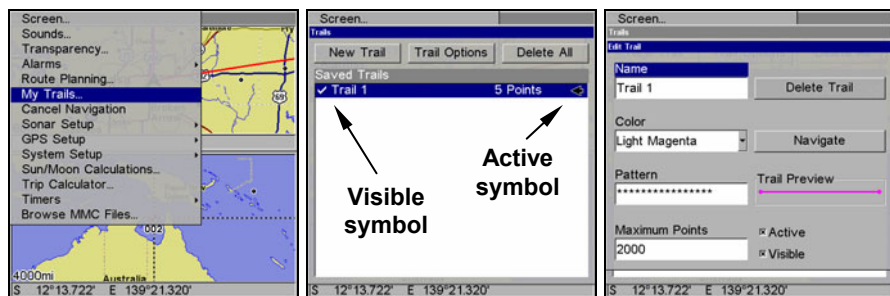 Screen...
Sounds...
Transparency...
Alarms
Route Planning...
My Trails...
Cancel Navigation
Sonar Setup
GPS Setup
System Setup
Sun/Moon Calculations...
Trip Calculator...
Timers
Browse MMC Files...
69
002
4000mi
Australia
S 12°13.722' E 139°21.320'
Screen...
Trails
New Trail Trail Options Delete All
Saved Trails
Trail 1 5 Points
Visible symbol
Active symbol
S 12°13.722' E 139°21.320'
Screen...
Trails
Edit Trail
Name
Trail 1 Delete Trail
Color
Light Magenta Navigate
Pattern Trail Preview
****************
Maximum Points Active
2000 Visible
S 12°13.722' E 139°21.320'